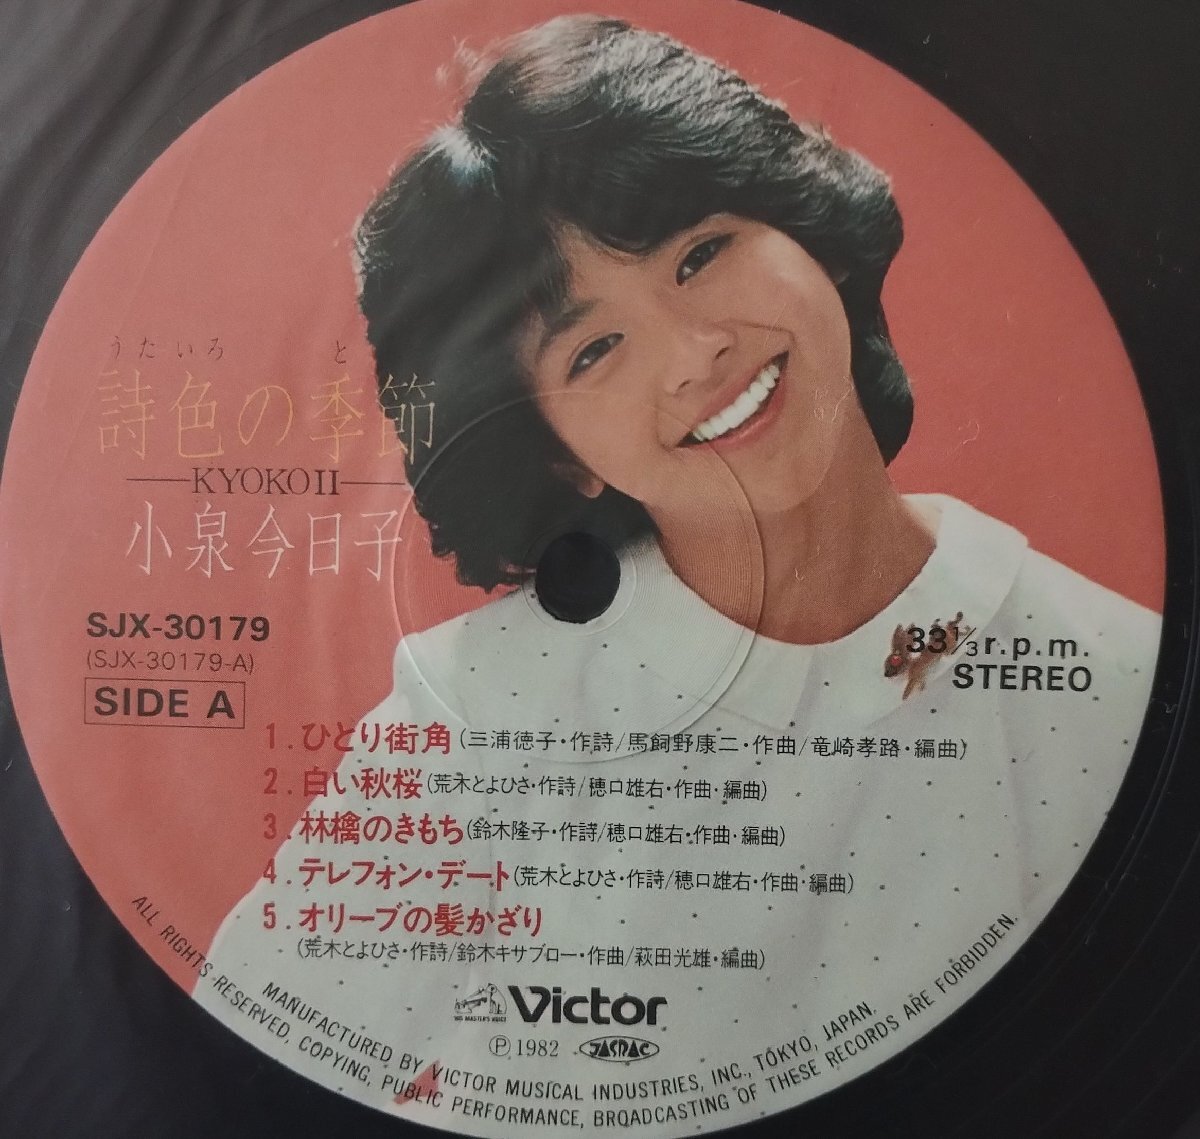 うたいろ と
詩色の季節
KYOKO II
小泉今日子
SJX-30179
(SJX-30179-A)
SIDE A
33⅓ r.p.m.
STEREO
1. ひとり街角 (三浦徳子・作詩/馬飼野康二・作曲/竜崎孝路・編曲)
2. 白い秋桜 (荒木とよひさ・作詩/穂口雄右・作曲・編曲)
3. 林檎のきもち (鈴木隆子・作詩/穂口雄右・作曲・編曲)
4. テレフォン・デート (荒木とよひさ・作詩/穂口雄右・作曲・編曲)
5. オリーブの髪かざり
(荒木とよひさ・作詩/鈴木キサブロー・作曲/萩田光雄・編曲)
"HIS MASTER'S VOICE"
Victor
Ⓟ 1982 JASRAC
MANUFACTURED BY VICTOR MUSICAL INDUSTRIES, INC., TOKYO, JAPAN.
ALL RIGHTS RESERVED, COPYING, PUBLIC PERFORMANCE, BROADCASTING OF THESE RECORDS ARE FORBIDDEN.